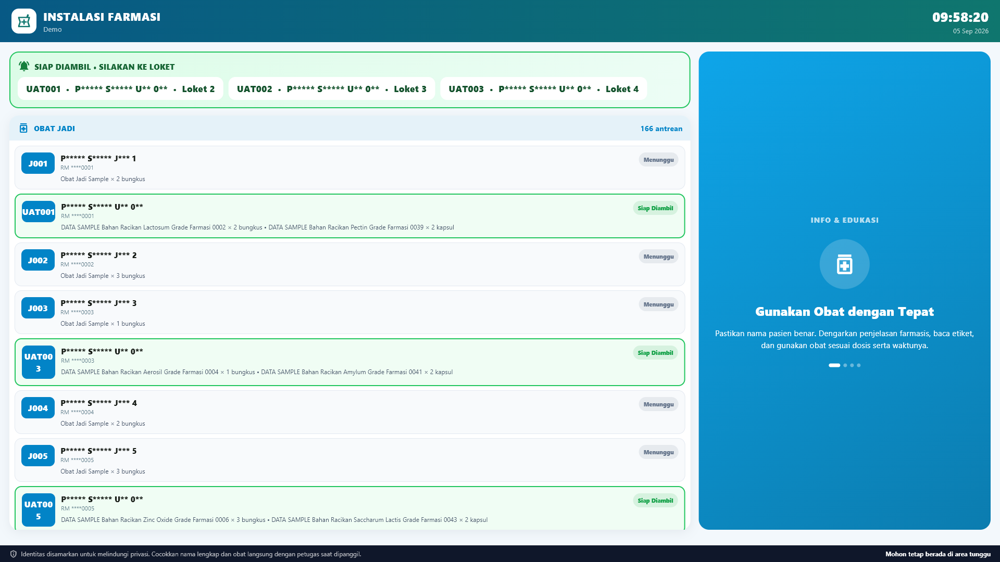 INSTALASI FARMASI
Demo
09:58:20
05 Sep 2026
SIAP DIAMBIL • SILAKAN KE LOKET
UAT001 • P***** S***** U** 0** • Loket 2
UAT002 • P***** S***** U** 0** • Loket 3
UAT003 • P***** S***** U** 0** • Loket 4
OBAT JADI
166 antrean
J001
P***** S***** J*** 1
RM ****0001
Obat Jadi Sample × 2 bungkus
Menunggu
UAT001
P***** S***** U** 0**
RM ****0001
DATA SAMPLE Bahan Racikan Lactosum Grade Farmasi 0002 × 2 bungkus • DATA SAMPLE Bahan Racikan Pectin Grade Farmasi 0039 × 2 kapsul
Siap Diambil
J002
P***** S***** J*** 2
RM ****0002
Obat Jadi Sample × 3 bungkus
Menunggu
J003
P***** S***** J*** 3
RM ****0003
Obat Jadi Sample × 1 bungkus
Menunggu
UAT00
3
P***** S***** U** 0**
RM ****0003
DATA SAMPLE Bahan Racikan Aerosil Grade Farmasi 0004 × 1 bungkus • DATA SAMPLE Bahan Racikan Amylum Grade Farmasi 0041 × 2 kapsul
Siap Diambil
J004
P***** S***** J*** 4
RM ****0004
Obat Jadi Sample × 2 bungkus
Menunggu
J005
P***** S***** J*** 5
RM ****0005
Obat Jadi Sample × 3 bungkus
Menunggu
UAT00
5
P***** S***** U** 0**
RM ****0005
DATA SAMPLE Bahan Racikan Zinc Oxide Grade Farmasi 0006 × 3 bungkus • DATA SAMPLE Bahan Racikan Saccharum Lactis Grade Farmasi 0043 × 2 kapsul
Siap Diambil
INFO & EDUKASI
Gunakan Obat dengan Tepat
Pastikan nama pasien benar. Dengarkan penjelasan farmasis, baca etiket,
dan gunakan obat sesuai dosis serta waktunya.
Identitas disamarkan untuk melindungi privasi. Cocokkan nama lengkap dan obat langsung dengan petugas saat dipanggil.
Mohon tetap berada di area tunggu